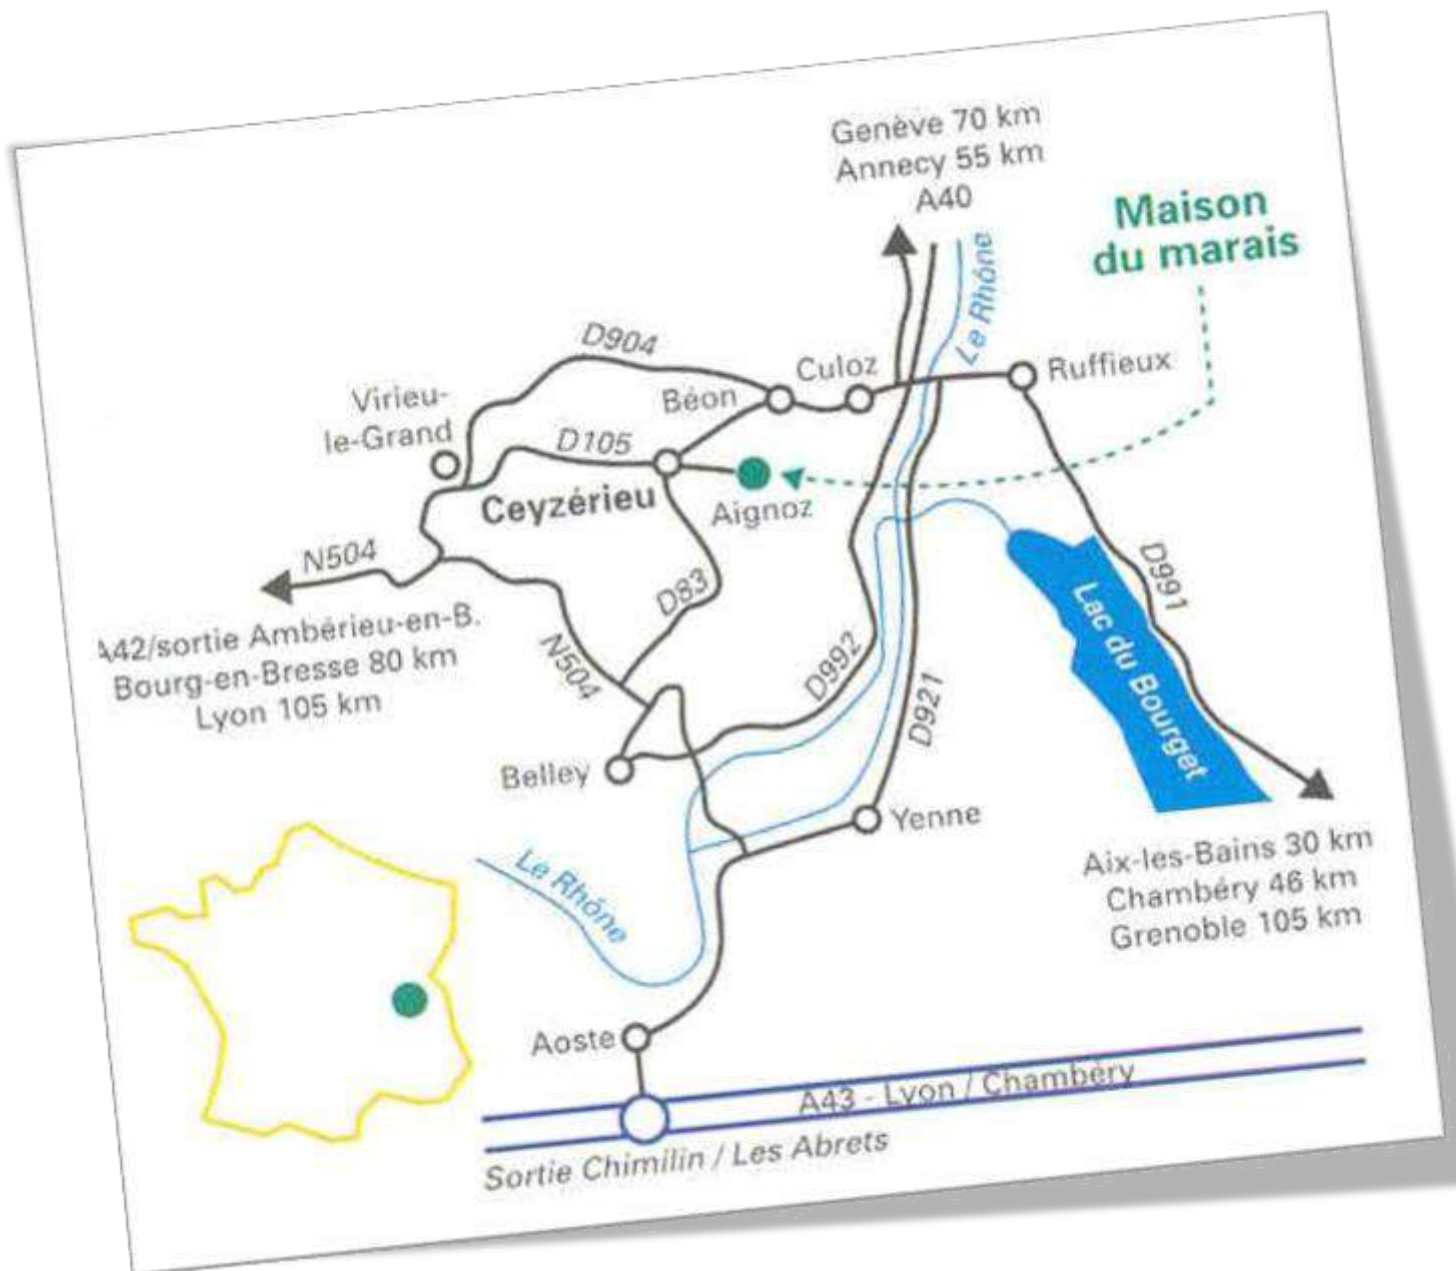 Genève 70 km
Annecy 55 km
A40
Maison
du marais
Le Rhône
D904
Culoz
Ruffieux
Virieu-
le-Grand
Béon
D105
Ceyzérieu
Aignoz
N504
D83
D991
A42/sortie Ambérieu-en-B.
Bourg-en-Bresse 80 km
Lyon 105 km
N504
D992
Lac du Bourget
D921
Belley
Yenne
Le Rhône
Aix-les-Bains 30 km
Chambéry 46 km
Grenoble 105 km
Aoste
A43 - Lyon / Chambéry
Sortie Chimilin / Les Abrets